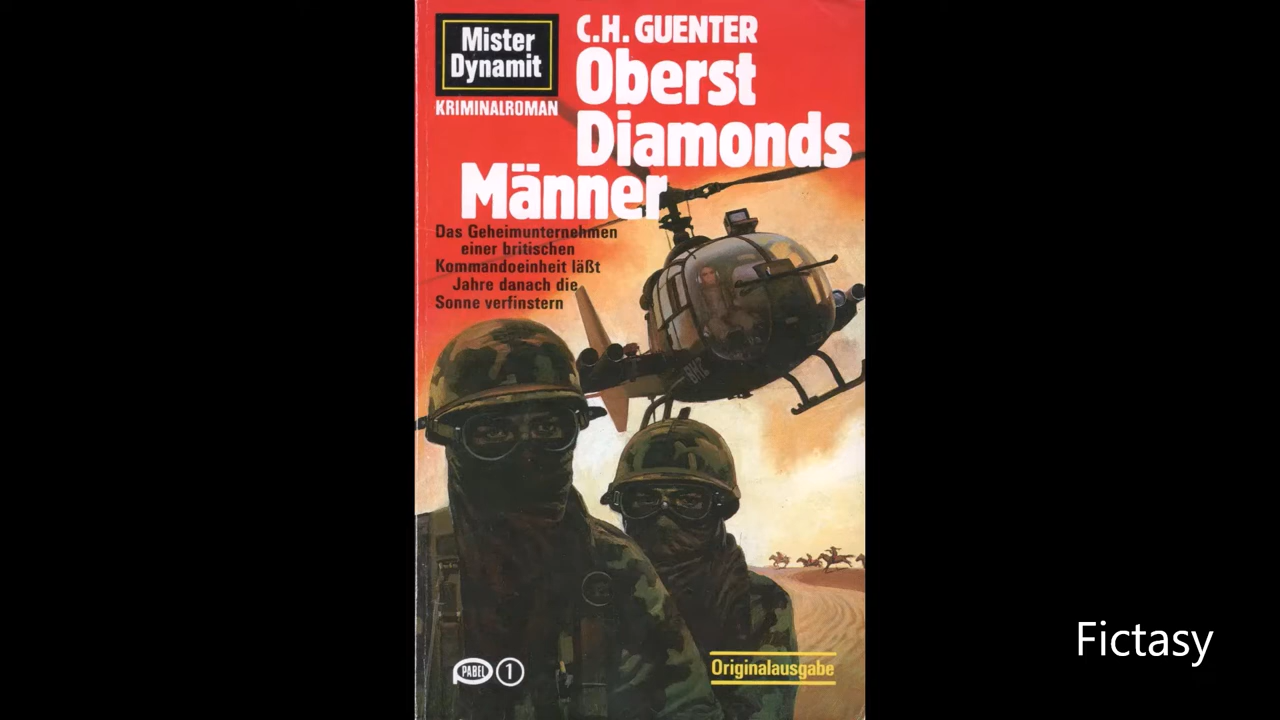 Mister
Dynamit
KRIMINALROMAN
C.H. GUENTER
Oberst
Diamonds
Männer
Das Geheimunternehmen
einer britischen
Kommandoeinheit läßt
Jahre danach die
Sonne verfinstern
PABEL 1
Originalausgabe
Fictasy